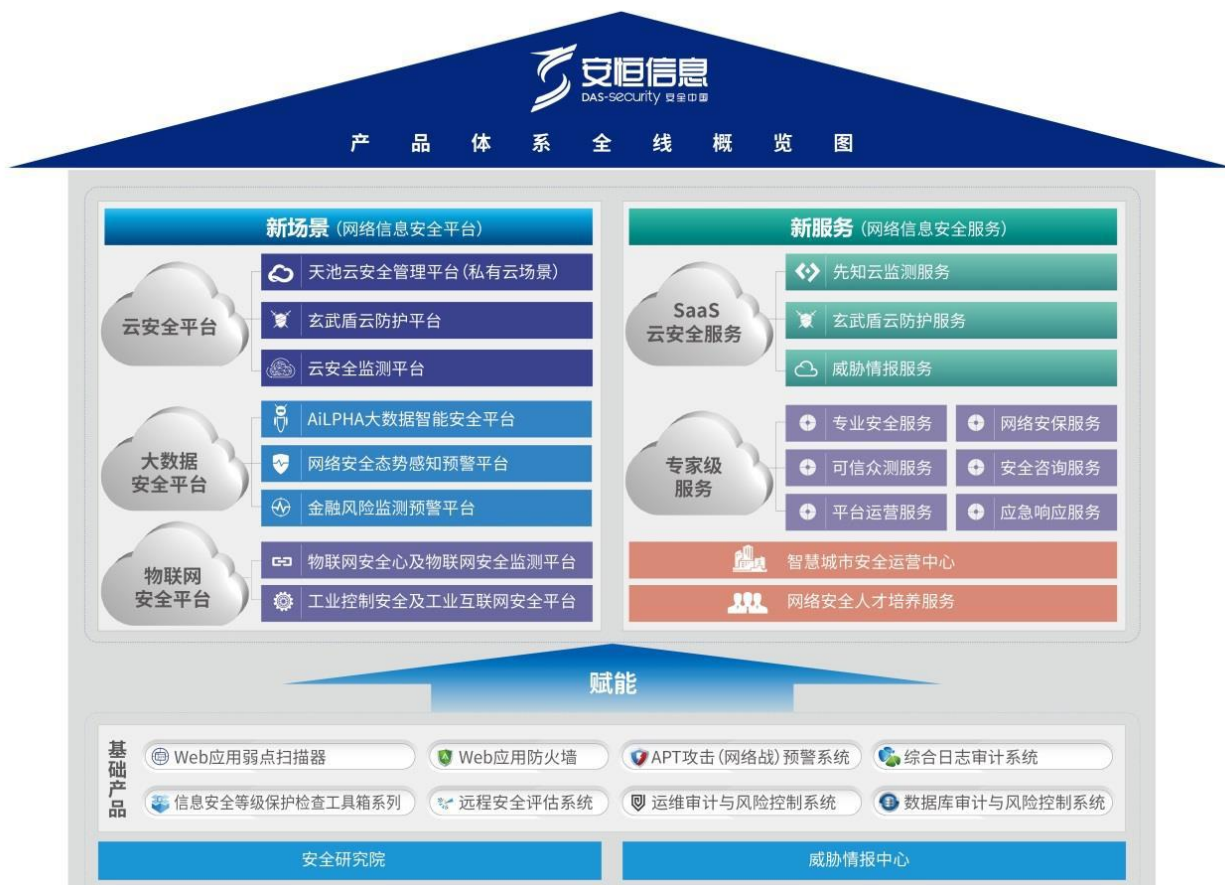 安恒信息
DAS-security 安全中国
产品体系全线概览图
新场景(网络信息安全平台)
云安全平台
天池云安全管理平台(私有云场景)
玄武盾云防护平台
云安全监测平台
大数据
安全平台
AiLPHA大数据智能安全平台
网络安全态势感知预警平台
金融风险监测预警平台
物联网
安全平台
物联网安全心及物联网安全监测平台
工业控制安全及工业互联网安全平台
新服务(网络信息安全服务)
SaaS
云安全服务
先知云监测服务
玄武盾云防护服务
威胁情报服务
专家级
服务
专业安全服务
网络安保服务
可信众测服务
安全咨询服务
平台运营服务
应急响应服务
智慧城市安全运营中心
网络安全人才培养服务
赋能
基础产品
Web应用弱点扫描器
Web应用防火墙
APT攻击(网络战)预警系统
综合日志审计系统
信息安全等级保护检查工具箱系列
远程安全评估系统
运维审计与风险控制系统
数据库审计与风险控制系统
安全研究院
威胁情报中心